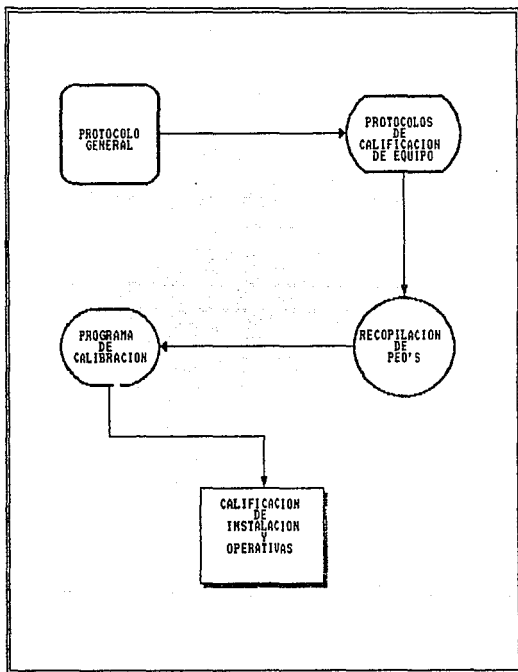 PROTOCOLO
GENERAL
PROTOCOLOS
DE
CALIFICACION
DE EQUIPO
RECOPILACION
DE
PEO'S
PROGRAMA
DE
CALIBRACION
CALIFICACION
DE
INSTALACION
Y
OPERATIVAS